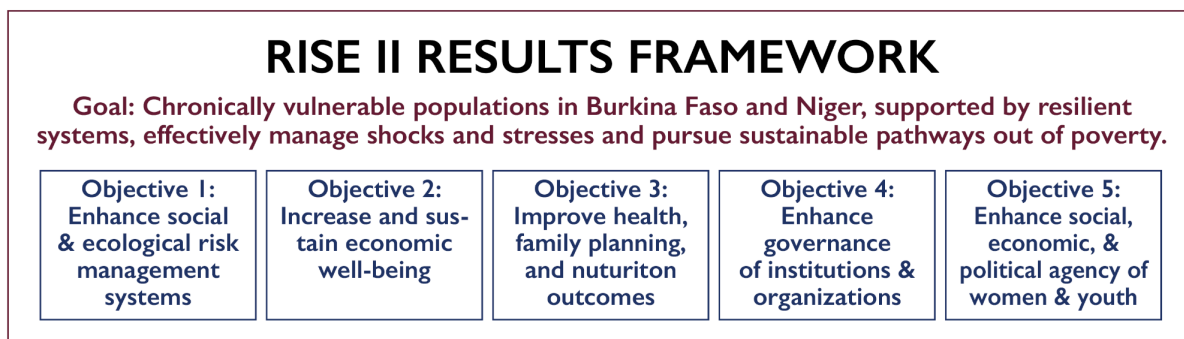 RISE II RESULTS FRAMEWORK
Goal: Chronically vulnerable populations in Burkina Faso and Niger, supported by resilient
systems, effectively manage shocks and stresses and pursue sustainable pathways out of poverty.
Objective 1:
Enhance social
& ecological risk
management
systems
Objective 2:
Increase and sus-
tain economic
well-being
Objective 3:
Improve health,
family planning,
and nuturiton
outcomes
Objective 4:
Enhance
governance
of institutions &
organizations
Objective 5:
Enhance social,
economic, &
political agency of
women & youth